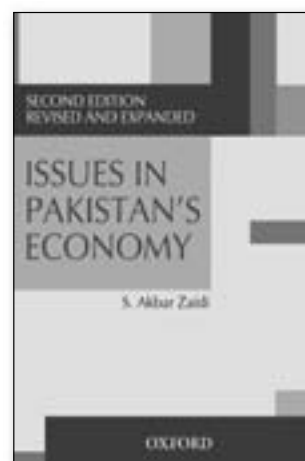 SECOND EDITION
REVISED AND EXPANDED
ISSUES IN
PAKISTAN'S
ECONOMY
S. Akbar Zaidi
OXFORD